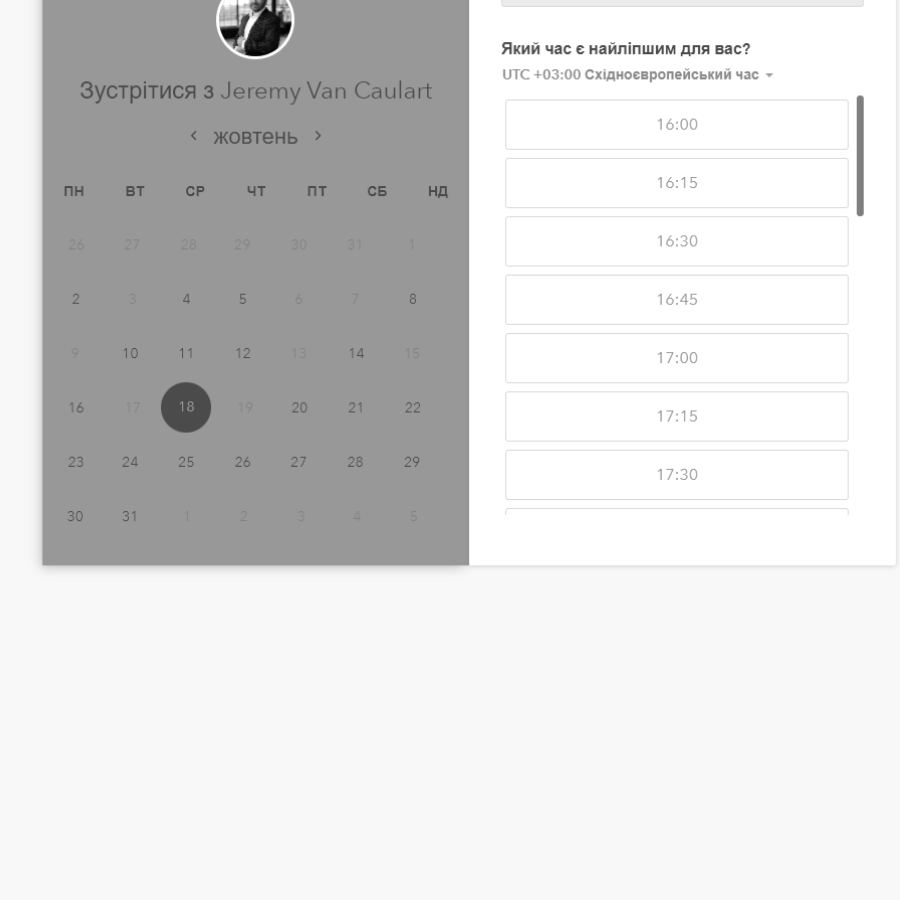 Зустрітися з Jeremy Van Caulart
жовтень
ПН ВТ СР ЧТ ПТ СБ НД
26 27 28 29 30 31 1
2 3 4 5 6 7 8
9 10 11 12 13 14 15
16 17 18 19 20 21 22
23 24 25 26 27 28 29
30 31 1 2 3 4 5
Який час є найліпшим для вас?
UTC +03:00 Східноєвропейський час
16:00
16:15
16:30
16:45
17:00
17:15
17:30